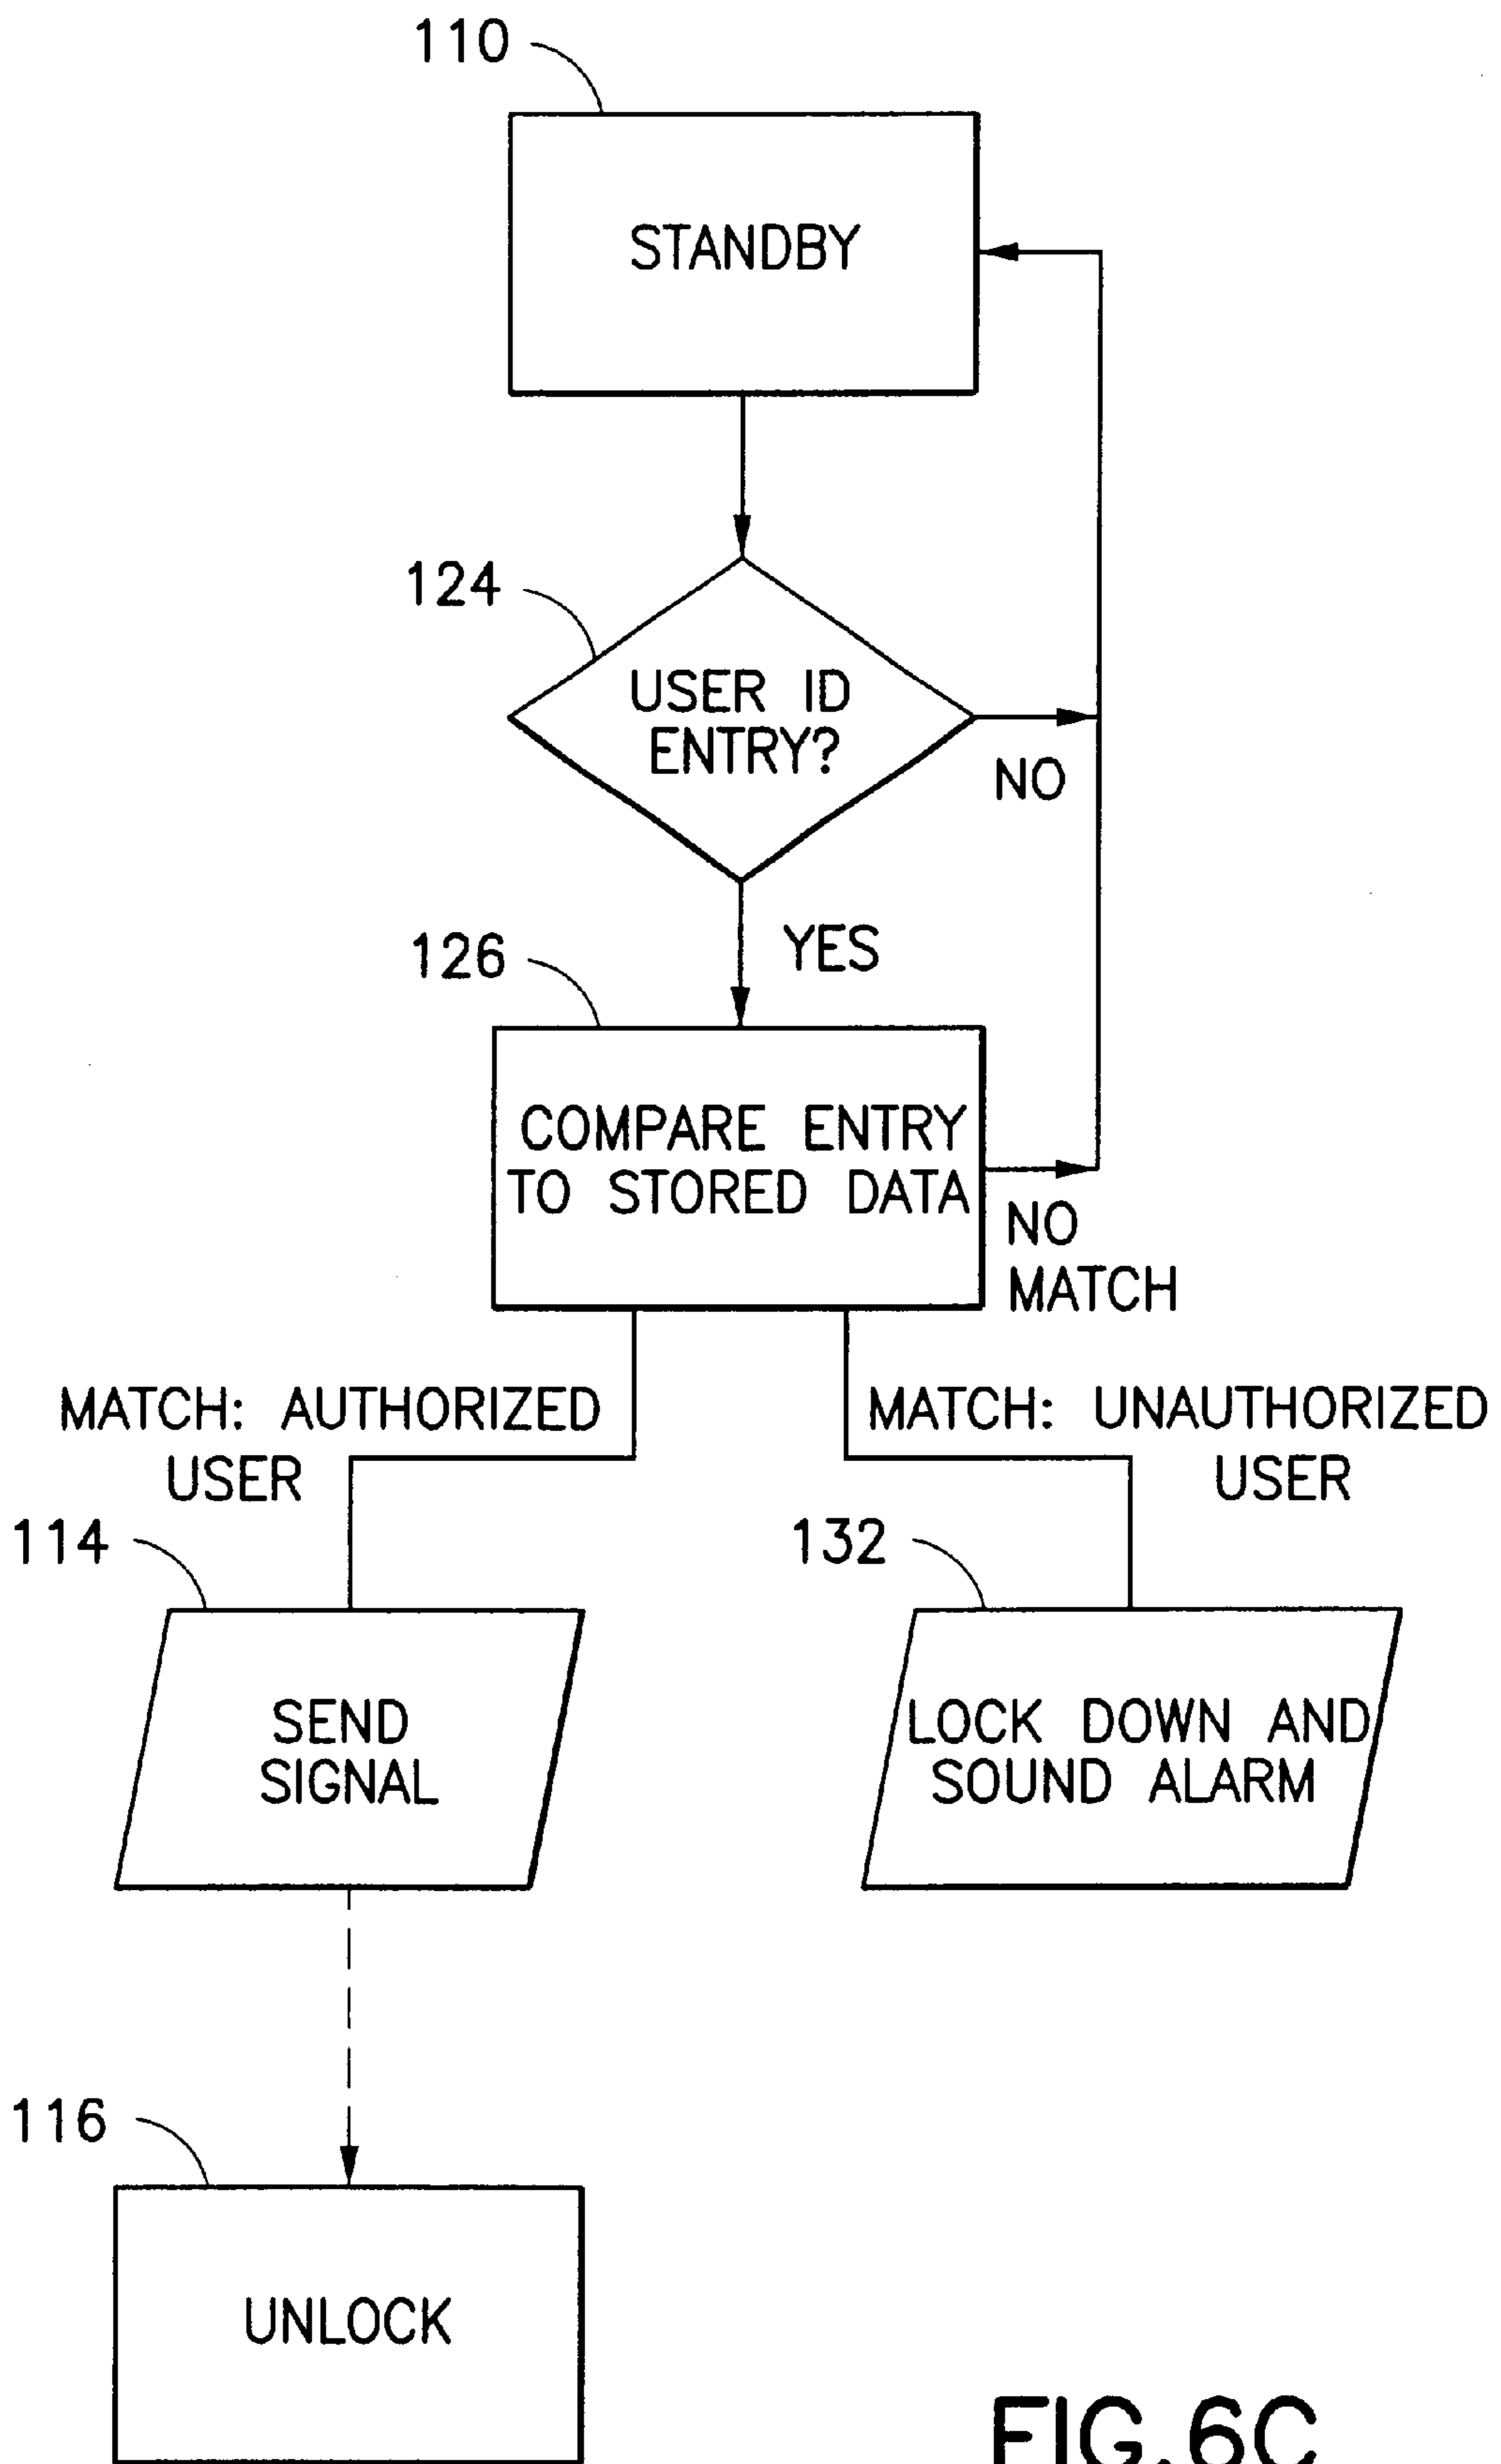 110
STANDBY
124
USER ID
ENTRY?
NO
YES
126
COMPARE ENTRY
TO STORED DATA
NO
MATCH
MATCH: AUTHORIZED
USER
MATCH: UNAUTHORIZED
USER
114
132
SEND
SIGNAL
LOCK DOWN AND
SOUND ALARM
116
UNLOCK
FIG.6C